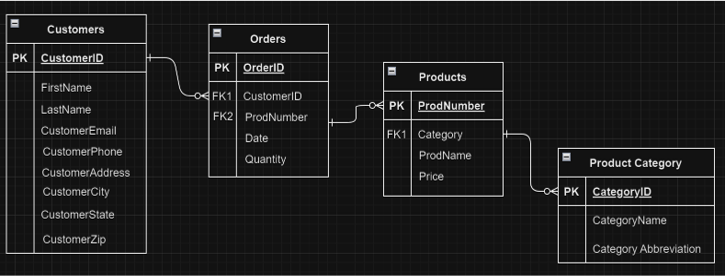 Customers
PK CustomerID
FirstName
LastName
CustomerEmail
CustomerPhone
CustomerAddress
CustomerCity
CustomerState
CustomerZip
Orders
PK OrderID
FK1 CustomerID
FK2 ProdNumber
Date
Quantity
Products
PK ProdNumber
FK1 Category
ProdName
Price
Product Category
PK CategoryID
CategoryName
Category Abbreviation